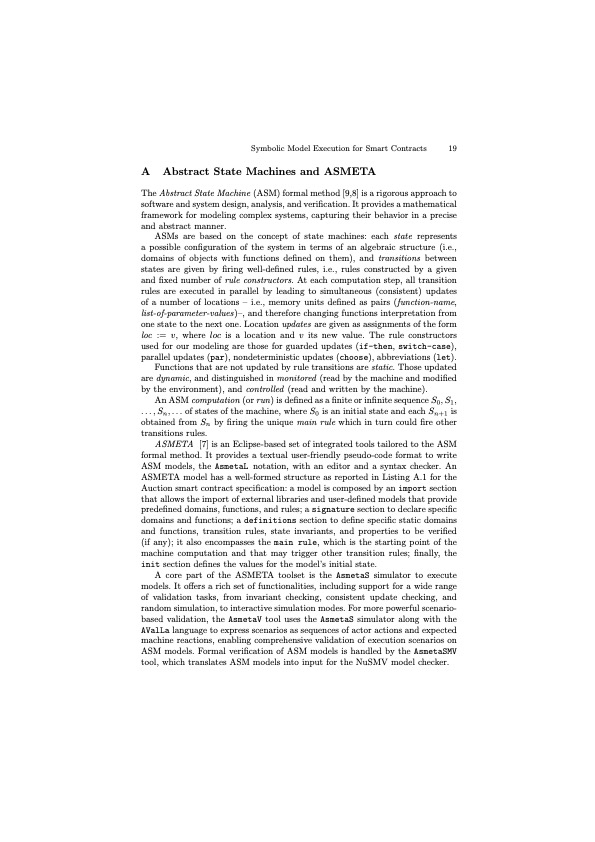 Symbolic Model Execution for Smart Contracts 19
A Abstract State Machines and ASMETA
The Abstract State Machine (ASM) formal method [9,8] is a rigorous approach to
software and system design, analysis, and verification. It provides a mathematical
framework for modeling complex systems, capturing their behavior in a precise
and abstract manner.
ASMs are based on the concept of state machines: each state represents
a possible configuration of the system in terms of an algebraic structure (i.e.,
domains of objects with functions defined on them), and transitions between
states are given by firing well-defined rules, i.e., rules constructed by a given
and fixed number of rule constructors. At each computation step, all transition
rules are executed in parallel by leading to simultaneous (consistent) updates
of a number of locations – i.e., memory units defined as pairs (function-name,
list-of-parameter-values)–, and therefore changing functions interpretation from
one state to the next one. Location updates are given as assignments of the form
loc := v, where loc is a location and v its new value. The rule constructors
used for our modeling are those for guarded updates (if-then, switch-case),
parallel updates (par), nondeterministic updates (choose), abbreviations (let).
Functions that are not updated by rule transitions are static. Those updated
are dynamic, and distinguished in monitored (read by the machine and modified
by the environment), and controlled (read and written by the machine).
An ASM computation (or run) is defined as a finite or infinite sequence S0, S1,
..., Sn, ... of states of the machine, where S0 is an initial state and each Sn+1 is
obtained from Sn by firing the unique main rule which in turn could fire other
transitions rules.
ASMETA [7] is an Eclipse-based set of integrated tools tailored to the ASM
formal method. It provides a textual user-friendly pseudo-code format to write
ASM models, the AsmetaL notation, with an editor and a syntax checker. An
ASMETA model has a well-formed structure as reported in Listing A.1 for the
Auction smart contract specification: a model is composed by an import section
that allows the import of external libraries and user-defined models that provide
predefined domains, functions, and rules; a signature section to declare specific
domains and functions; a definitions section to define specific static domains
and functions, transition rules, state invariants, and properties to be verified
(if any); it also encompasses the main rule, which is the starting point of the
machine computation and that may trigger other transition rules; finally, the
init section defines the values for the model's initial state.
A core part of the ASMETA toolset is the AsmetaS simulator to execute
models. It offers a rich set of functionalities, including support for a wide range
of validation tasks, from invariant checking, consistent update checking, and
random simulation, to interactive simulation modes. For more powerful scenario-
based validation, the AsmetaV tool uses the AsmetaS simulator along with the
AValLa language to express scenarios as sequences of actor actions and expected
machine reactions, enabling comprehensive validation of execution scenarios on
ASM models. Formal verification of ASM models is handled by the AsmetaSMV
tool, which translates ASM models into input for the NuSMV model checker.